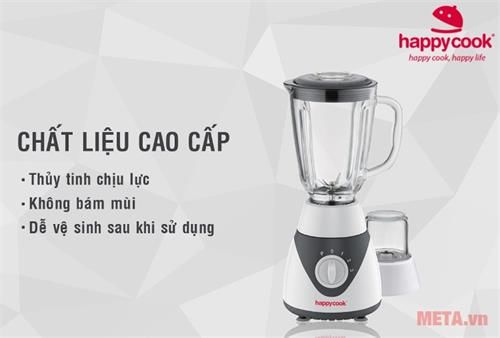 happycook®
happy cook, happy life
CHẤT LIỆU CAO CẤP
• Thủy tinh chịu lực
• Không bám mùi
• Dễ vệ sinh sau khi sử dụng
happycook
META.vn